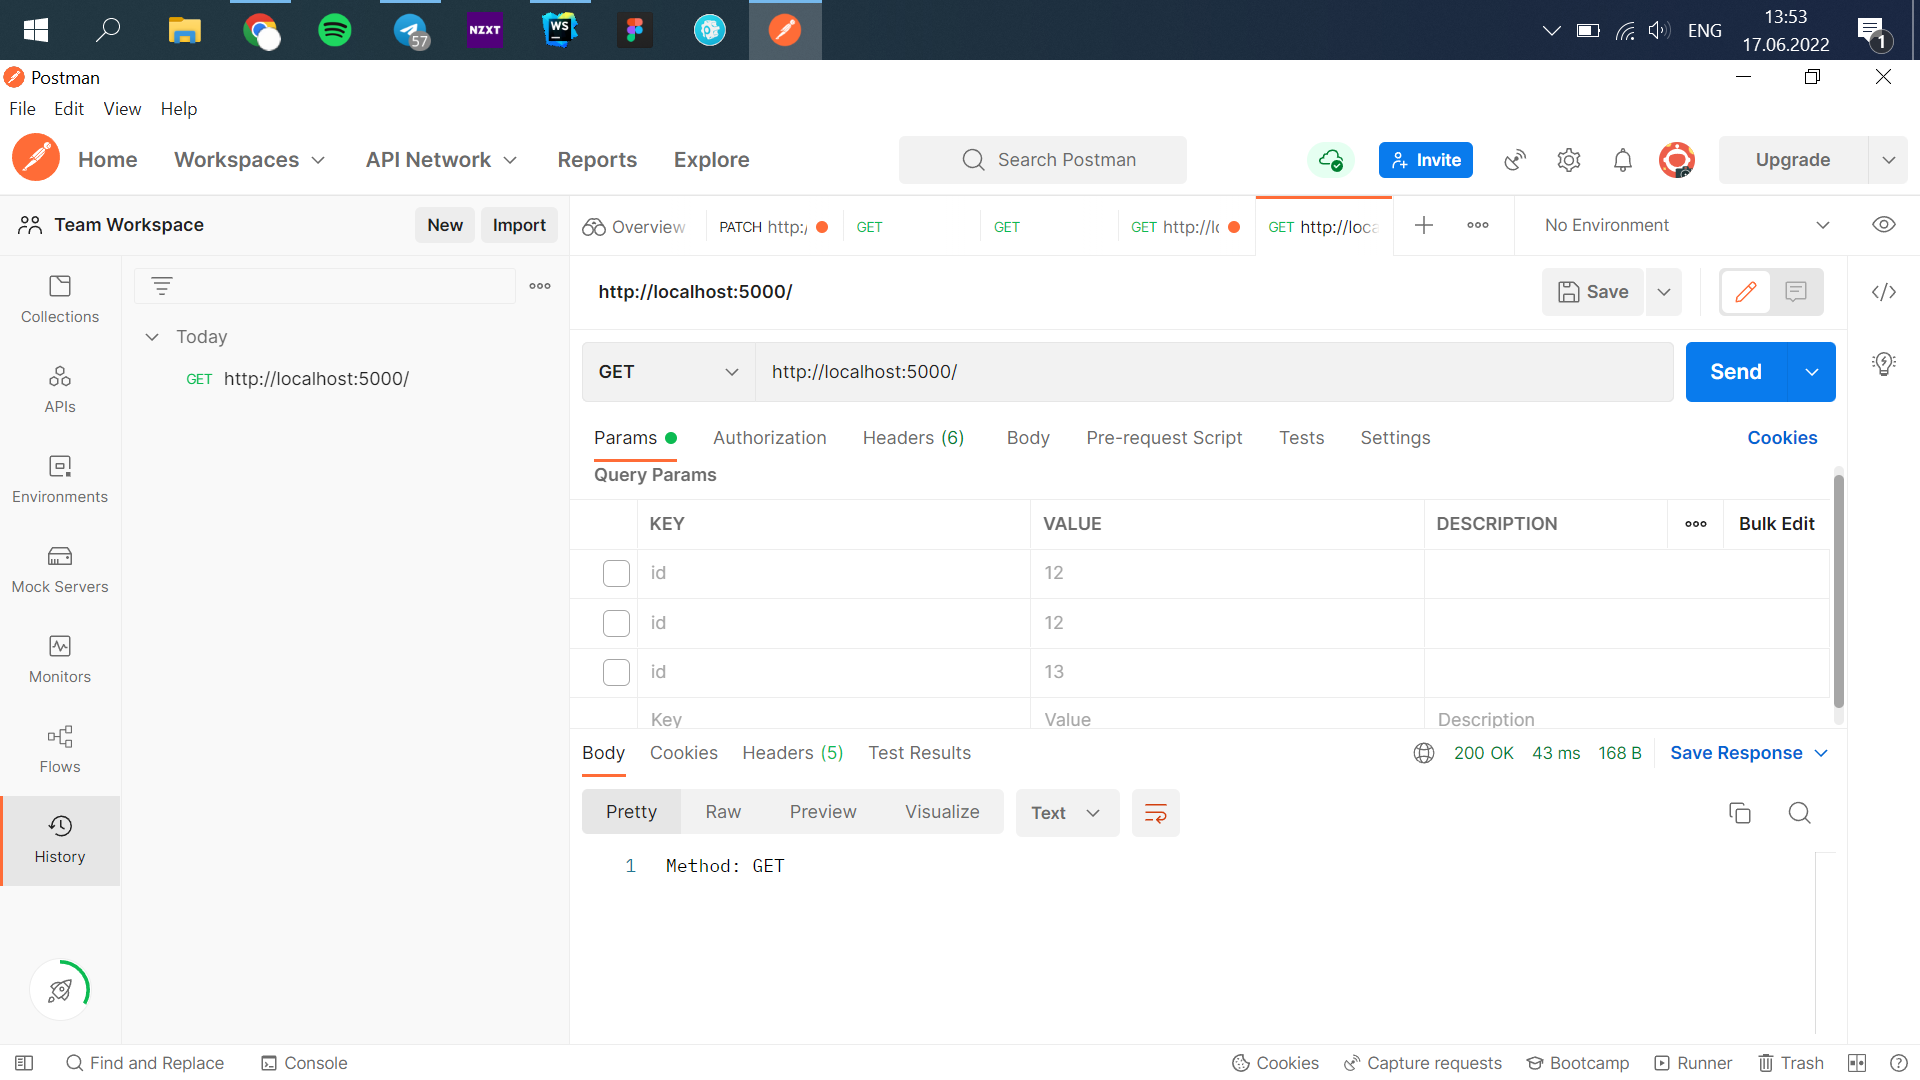 57
NZXT
WS
ENG
13:53
17.06.2022
1
Postman
File Edit View Help
Home Workspaces API Network Reports Explore
Search Postman
Invite
Upgrade
Team Workspace
New Import
Overview
PATCH http:/
GET
GET
GET http://lo
GET http://loca
No Environment
Collections
APIs
Environments
Mock Servers
Monitors
Flows
History
Today
GET http://localhost:5000/
http://localhost:5000/
Save
GET http://localhost:5000/
Send
Params Authorization Headers (6) Body Pre-request Script Tests Settings Cookies
Query Params
KEY VALUE DESCRIPTION Bulk Edit
id 12
id 12
id 13
Key Value Description
Body Cookies Headers (5) Test Results
200 OK 43 ms 168 B Save Response
Pretty Raw Preview Visualize Text
1 Method: GET
Find and Replace Console
Cookies Capture requests Bootcamp Runner Trash